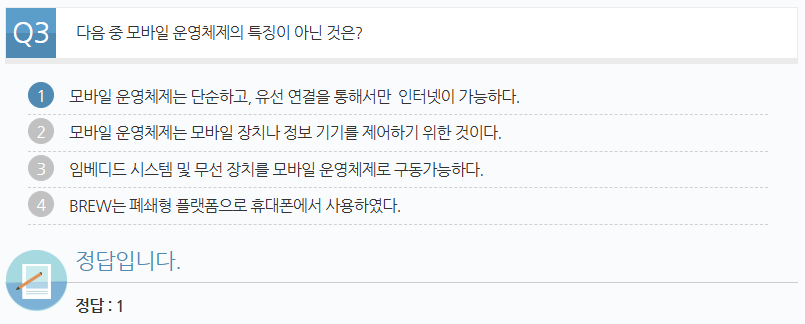 Q3 다음 중 모바일 운영체제의 특징이 아닌 것은?
1 모바일 운영체제는 단순하고, 유선 연결을 통해서만 인터넷이 가능하다.
2 모바일 운영체제는 모바일 장치나 정보 기기를 제어하기 위한 것이다.
3 임베디드 시스템 및 무선 장치를 모바일 운영체제로 구동가능하다.
4 BREW는 폐쇄형 플랫폼으로 휴대폰에서 사용하였다.
정답입니다.
정답 : 1